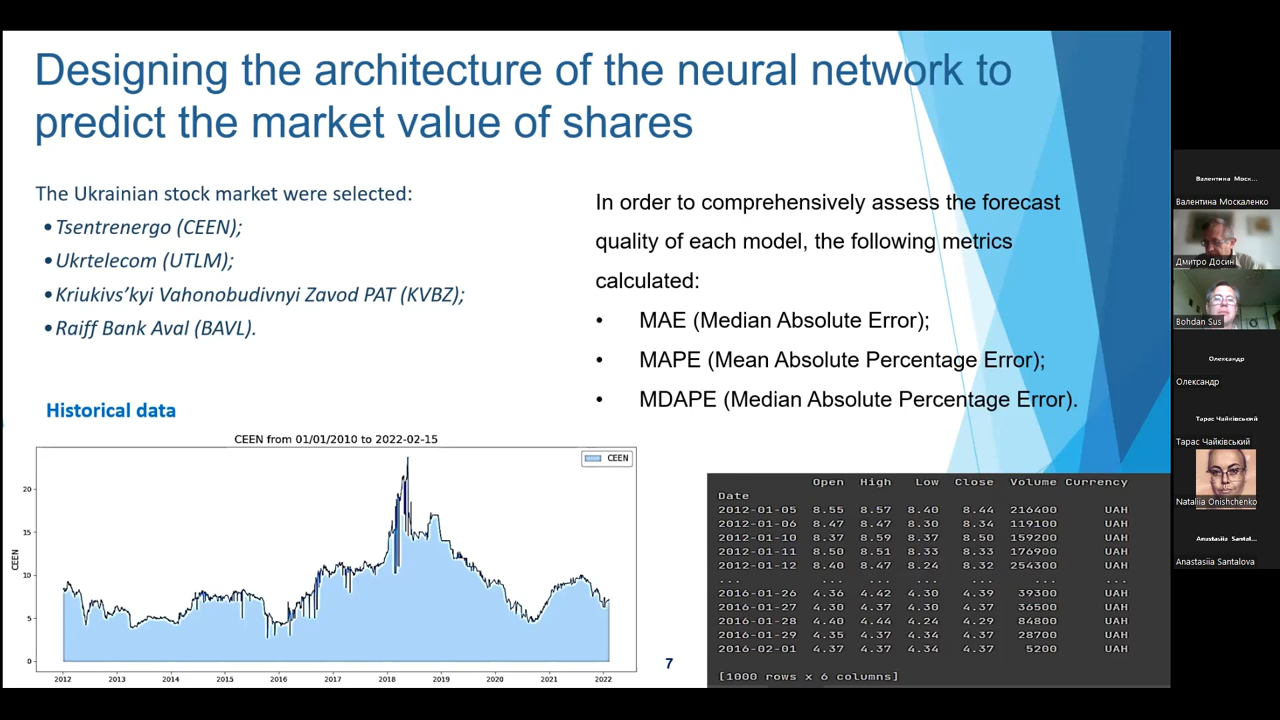 Designing the architecture of the neural network to
predict the market value of shares
The Ukrainian stock market were selected:
• Tsentrenergo (CEEN);
• Ukrtelecom (UTLM);
• Kriukivs’kyi Vahonobudivnyi Zavod PAT (KVBZ);
• Raiff Bank Aval (BAVL).
In order to comprehensively assess the forecast
quality of each model, the following metrics
calculated:
• MAE (Median Absolute Error);
• MAPE (Mean Absolute Percentage Error);
• MDAPE (Median Absolute Percentage Error).
Historical data
CEEN from 01/01/2010 to 2022-02-15
CEEN
CEEN
20
15
10
5
0
2012 2013 2014 2015 2016 2017 2018 2019 2020 2021 2022
7
Open High Low Close Volume Currency
Date
2012-01-05 8.55 8.57 8.40 8.44 216400 UAH
2012-01-06 8.47 8.47 8.30 8.34 119100 UAH
2012-01-10 8.37 8.59 8.37 8.50 159200 UAH
2012-01-11 8.50 8.51 8.33 8.33 176900 UAH
2012-01-12 8.40 8.47 8.24 8.32 254300 UAH
... ... ... ... ... ... ...
2016-01-26 4.36 4.42 4.30 4.39 39300 UAH
2016-01-27 4.30 4.37 4.30 4.37 36500 UAH
2016-01-28 4.40 4.44 4.24 4.29 84800 UAH
2016-01-29 4.35 4.37 4.34 4.37 28700 UAH
2016-02-01 4.37 4.37 4.34 4.37 5200 UAH
[1000 rows x 6 columns]
Валентина Моск...
Валентина Москаленко
Дмитро Досин
Bohdan Sus
Олександр
Олександр
Тарас Чайківський
Тарас Чайківський
Nataliia Onishchenko
Anastasiia Santal...
Anastasiia Santalova